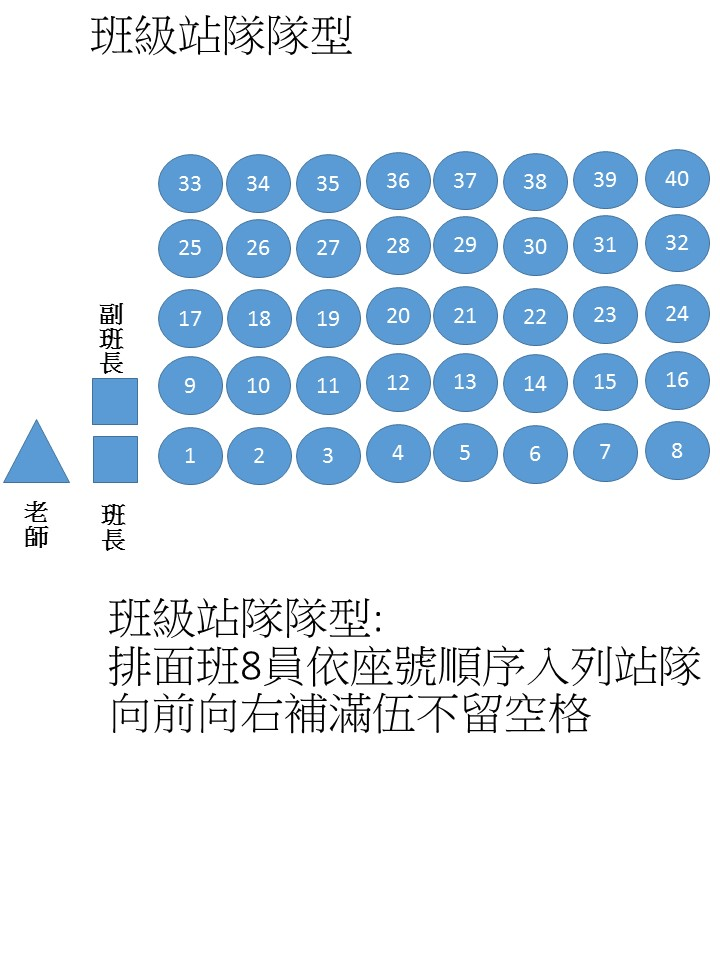 班級站隊隊型
33 34 35 36 37 38 39 40
25 26 27 28 29 30 31 32
副班長
17 18 19 20 21 22 23 24
9 10 11 12 13 14 15 16
1 2 3 4 5 6 7 8
老師
班長
班級站隊隊型:
排面班8員依座號順序入列站隊
向前向右補滿伍不留空格